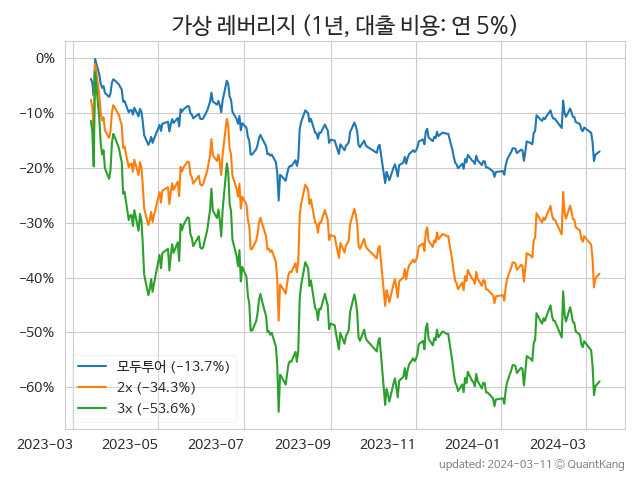 가상 레버리지 (1년, 대출 비용: 연 5%)
0%
−10%
−20%
−30%
−40%
−50%
−60%
모두투어 (−13.7%)
2x (−34.3%)
3x (−53.6%)
2023-03 2023-05 2023-07 2023-09 2023-11 2024-01 2024-03
updated: 2024-03-11 © QuantKang